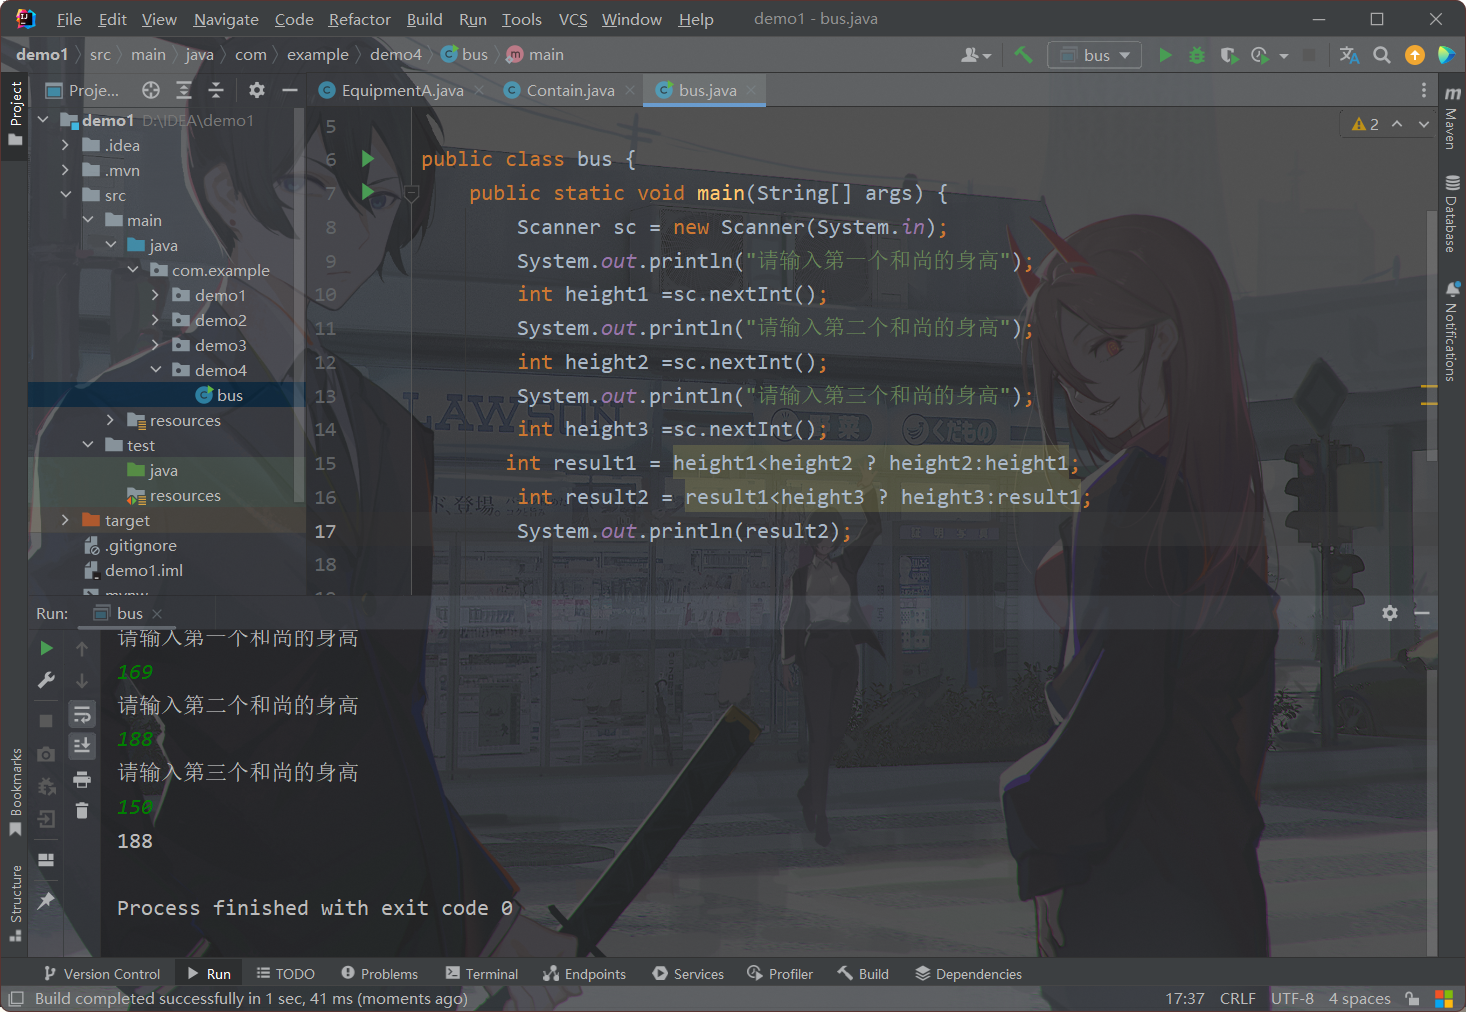 File Edit View Navigate Code Refactor Build Run Tools VCS Window Help demo1 - bus.java
demo1 src main java com example demo4 bus main
bus
Project
Proje...
EquipmentA.java
Contain.java
bus.java
demo1 D:\IDEA\demo1
.idea
.mvn
src
main
java
com.example
demo1
demo2
demo3
demo4
bus
resources
test
java
resources
target
.gitignore
demo1.iml
2
5
6 public class bus {
7 public static void main(String[] args) {
8 Scanner sc = new Scanner(System.in);
9 System.out.println("请输入第一个和尚的身高");
10 int height1 =sc.nextInt();
11 System.out.println("请输入第二个和尚的身高");
12 int height2 =sc.nextInt();
13 System.out.println("请输入第三个和尚的身高");
14 int height3 =sc.nextInt();
15 int result1 = height1<height2 ? height2:height1;
16 int result2 = result1<height3 ? height3:result1;
17 System.out.println(result2);
18
LAWSON
くだもの
Maven
Database
Notifications
Run: bus
请输入第一个和尚的身高
169
请输入第二个和尚的身高
188
请输入第三个和尚的身高
150
188
Process finished with exit code 0
Bookmarks
Structure
Version Control Run TODO Problems Terminal Endpoints Services Profiler Build Dependencies
Build completed successfully in 1 sec, 41 ms (moments ago)
17:37 CRLF UTF-8 4 spaces